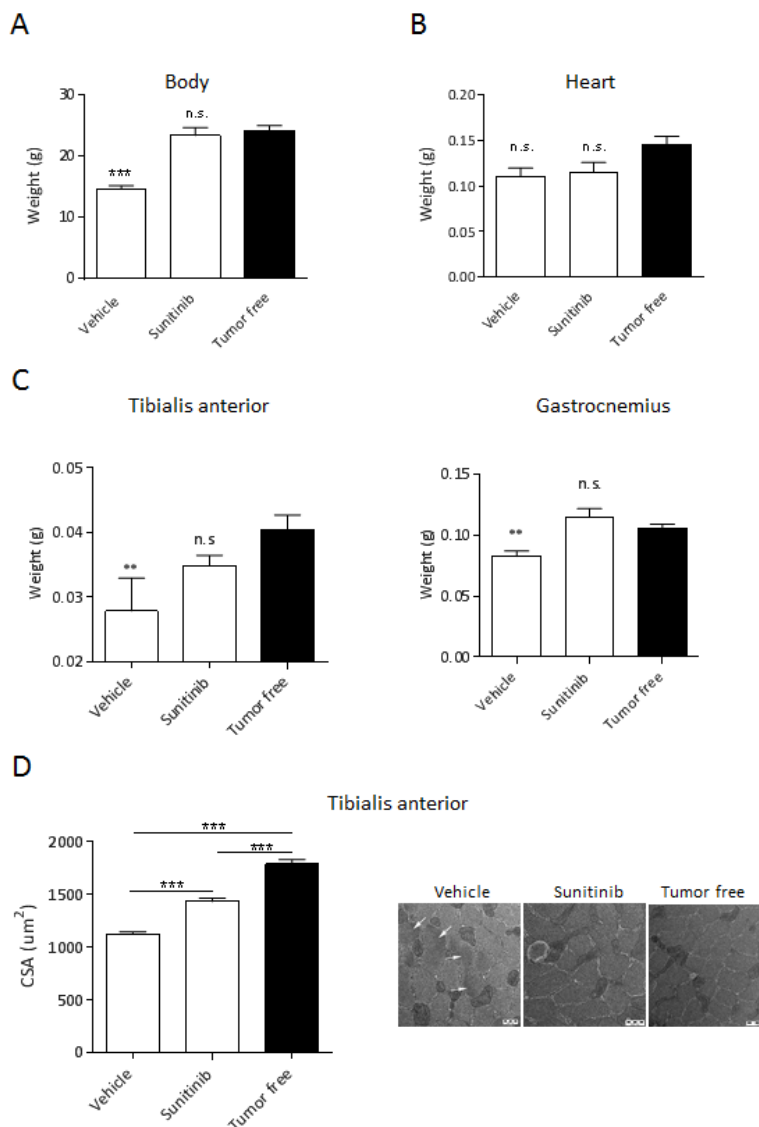 A
Body
Weight (g)
30
20
10
0
***
n.s.
Vehicle
Sunitinib
Tumor free
B
Heart
Weight (g)
0.20
0.15
0.10
0.05
0.00
n.s.
n.s.
Vehicle
Sunitinib
Tumor free
C
Tibialis anterior
Weight (g)
0.05
0.04
0.03
0.02
**
n.s
Vehicle
Sunitinib
Tumor free
Gastrocnemius
Weight (g)
0.15
0.10
0.05
0.00
**
n.s.
Vehicle
Sunitinib
Tumor free
D
Tibialis anterior
CSA (um²)
2000
1500
1000
500
0
***
***
***
Vehicle
Sunitinib
Tumor free
Vehicle
Sunitinib
Tumor free